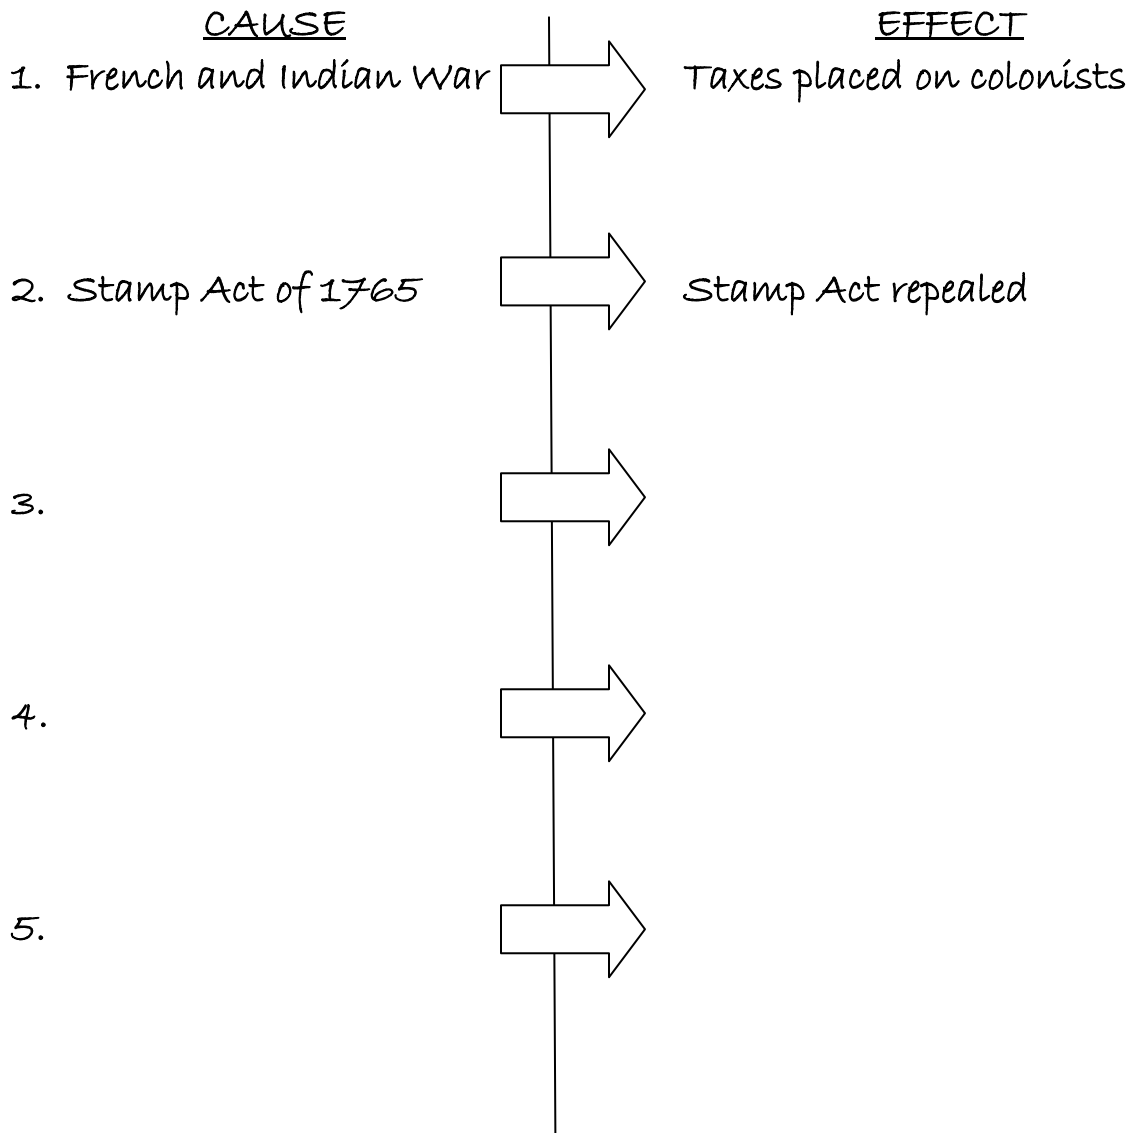 CAUSE EFFECT
1. French and Indian War Taxes placed on colonists
2. Stamp Act of 1765 Stamp Act repealed
3.
4.
5.